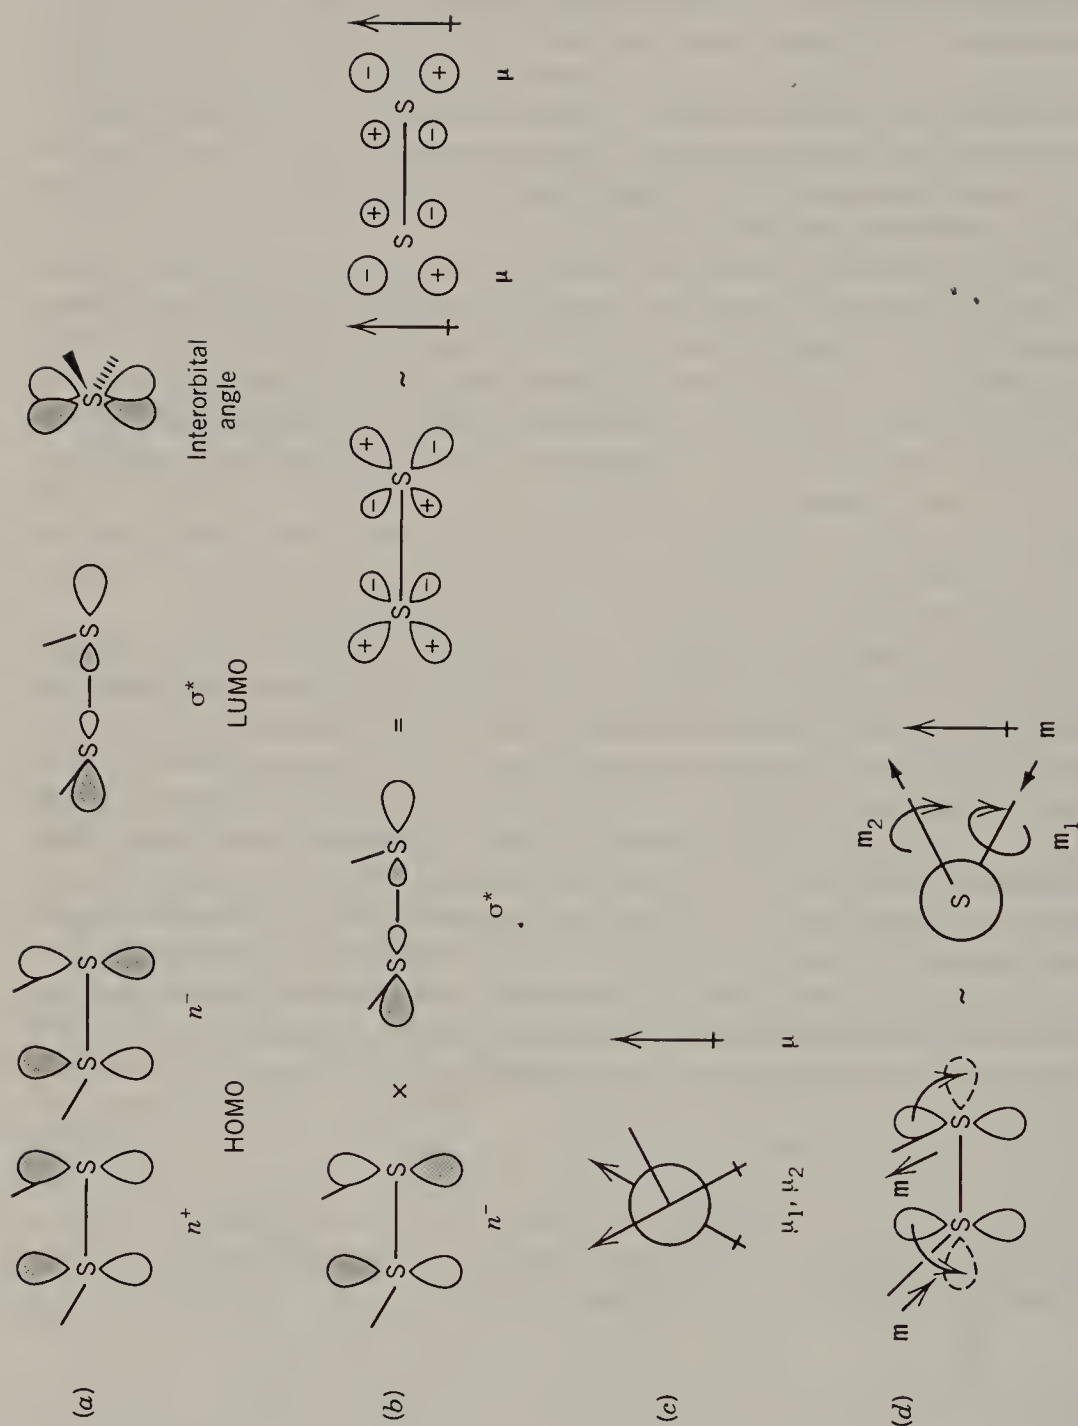 (a)
S S
n⁺
S S
n⁻
HOMO
S S
σ*
LUMO
S
Interorbital
angle
(b)
S S
n⁻
×
S S
σ*
=
+ − − +
S S
+ − + −
~
− + + −
S S
+ − − +
μ μ
(c)
μ₁, μ₂
μ
(d)
m
S S
m
~
m₂
S
m₁
m